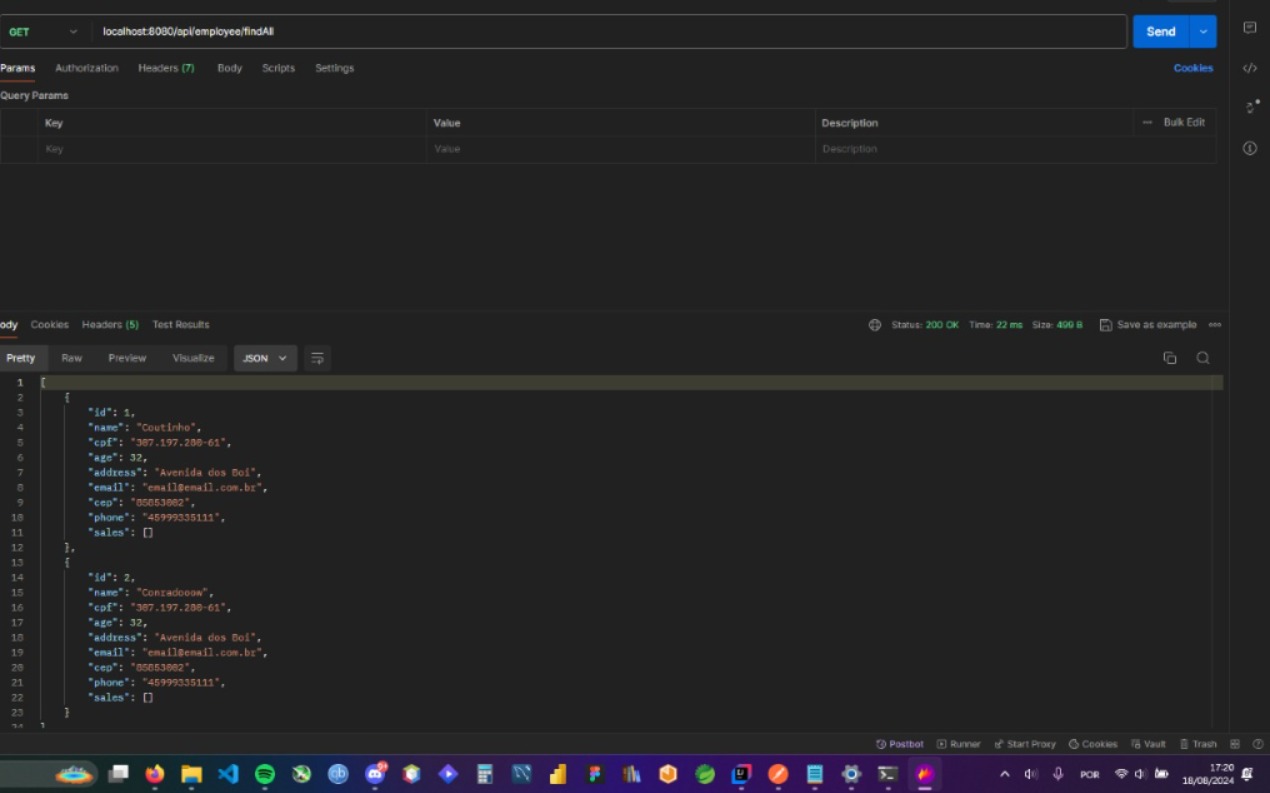 GET localhost:8080/api/employee/findAll Send
Params Authorization Headers (7) Body Scripts Settings Cookies
Query Params
Key Value Description ••• Bulk Edit
Key Value Description
ody Cookies Headers (5) Test Results Status: 200 OK Time: 22 ms Size: 499 B Save as example •••
Pretty Raw Preview Visualize JSON
1 [
2 {
3 "id": 1,
4 "name": "Coutinho",
5 "cpf": "307.197.280-61",
6 "age": 32,
7 "address": "Avenida dos Boi",
8 "email": "email@email.com.br",
9 "cep": "85853002",
10 "phone": "45999335111",
11 "sales": []
12 },
13 {
14 "id": 2,
15 "name": "Conradooow",
16 "cpf": "307.197.280-61",
17 "age": 32,
18 "address": "Avenida dos Boi",
19 "email": "email@email.com.br",
20 "cep": "85853002",
21 "phone": "45999335111",
22 "sales": []
23 }
24 ]
Postbot Runner Start Proxy Cookies Vault Trash
POR 17:20
18/08/2024